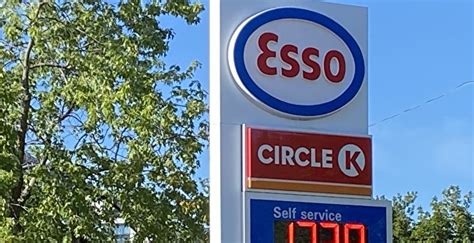 Esso
CIRCLE K
Self service